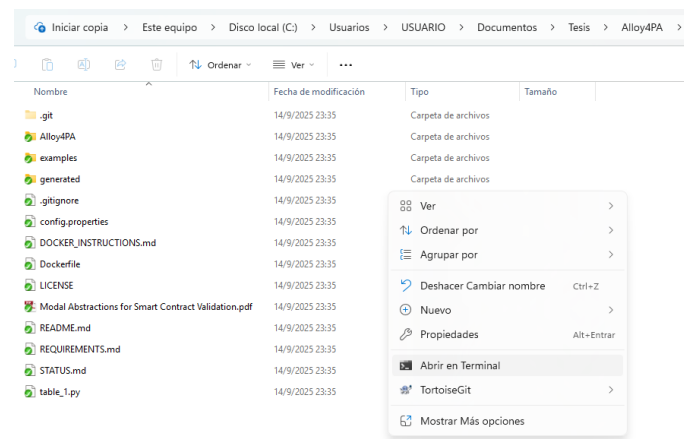 Iniciar copia > Este equipo > Disco local (C:) > Usuarios > USUARIO > Documentos > Tesis > Alloy4PA >
Ordenar Ver ...
Nombre Fecha de modificación Tipo Tamaño
.git 14/9/2025 23:35 Carpeta de archivos
Alloy4PA 14/9/2025 23:35 Carpeta de archivos
examples 14/9/2025 23:35 Carpeta de archivos
generated 14/9/2025 23:35 Carpeta de archivos
.gitignore 14/9/2025 23:35
config.properties 14/9/2025 23:35
DOCKER_INSTRUCTIONS.md 14/9/2025 23:35
Dockerfile 14/9/2025 23:35
LICENSE 14/9/2025 23:35
Modal Abstractions for Smart Contract Validation.pdf 14/9/2025 23:35
README.md 14/9/2025 23:35
REQUIREMENTS.md 14/9/2025 23:35
STATUS.md 14/9/2025 23:35
table_1.py 14/9/2025 23:35
Ver >
Ordenar por >
Agrupar por >
Deshacer Cambiar nombre Ctrl+Z
Nuevo >
Propiedades Alt+Entrar
Abrir en Terminal
TortoiseGit >
Mostrar Más opciones